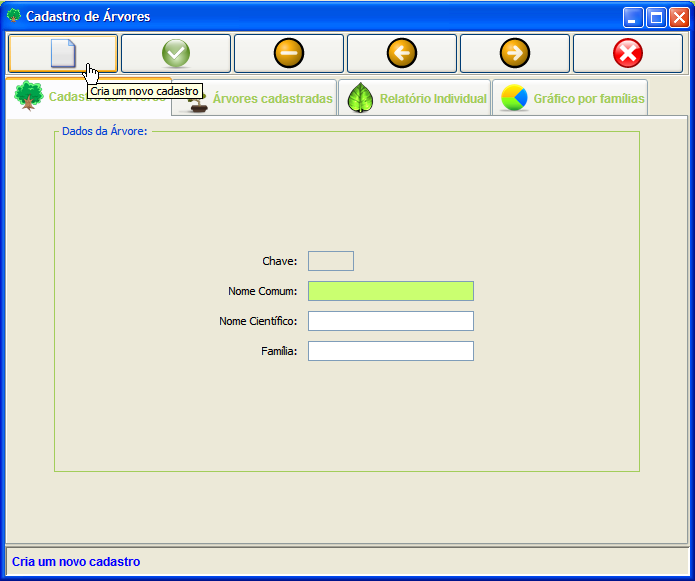 Cadastro de Árvores
Cria um novo cadastro
Cadastro de Árvores
Árvores cadastradas
Relatório Individual
Gráfico por famílias
Dados da Árvore:
Chave:
Nome Comum:
Nome Científico:
Família:
Cria um novo cadastro